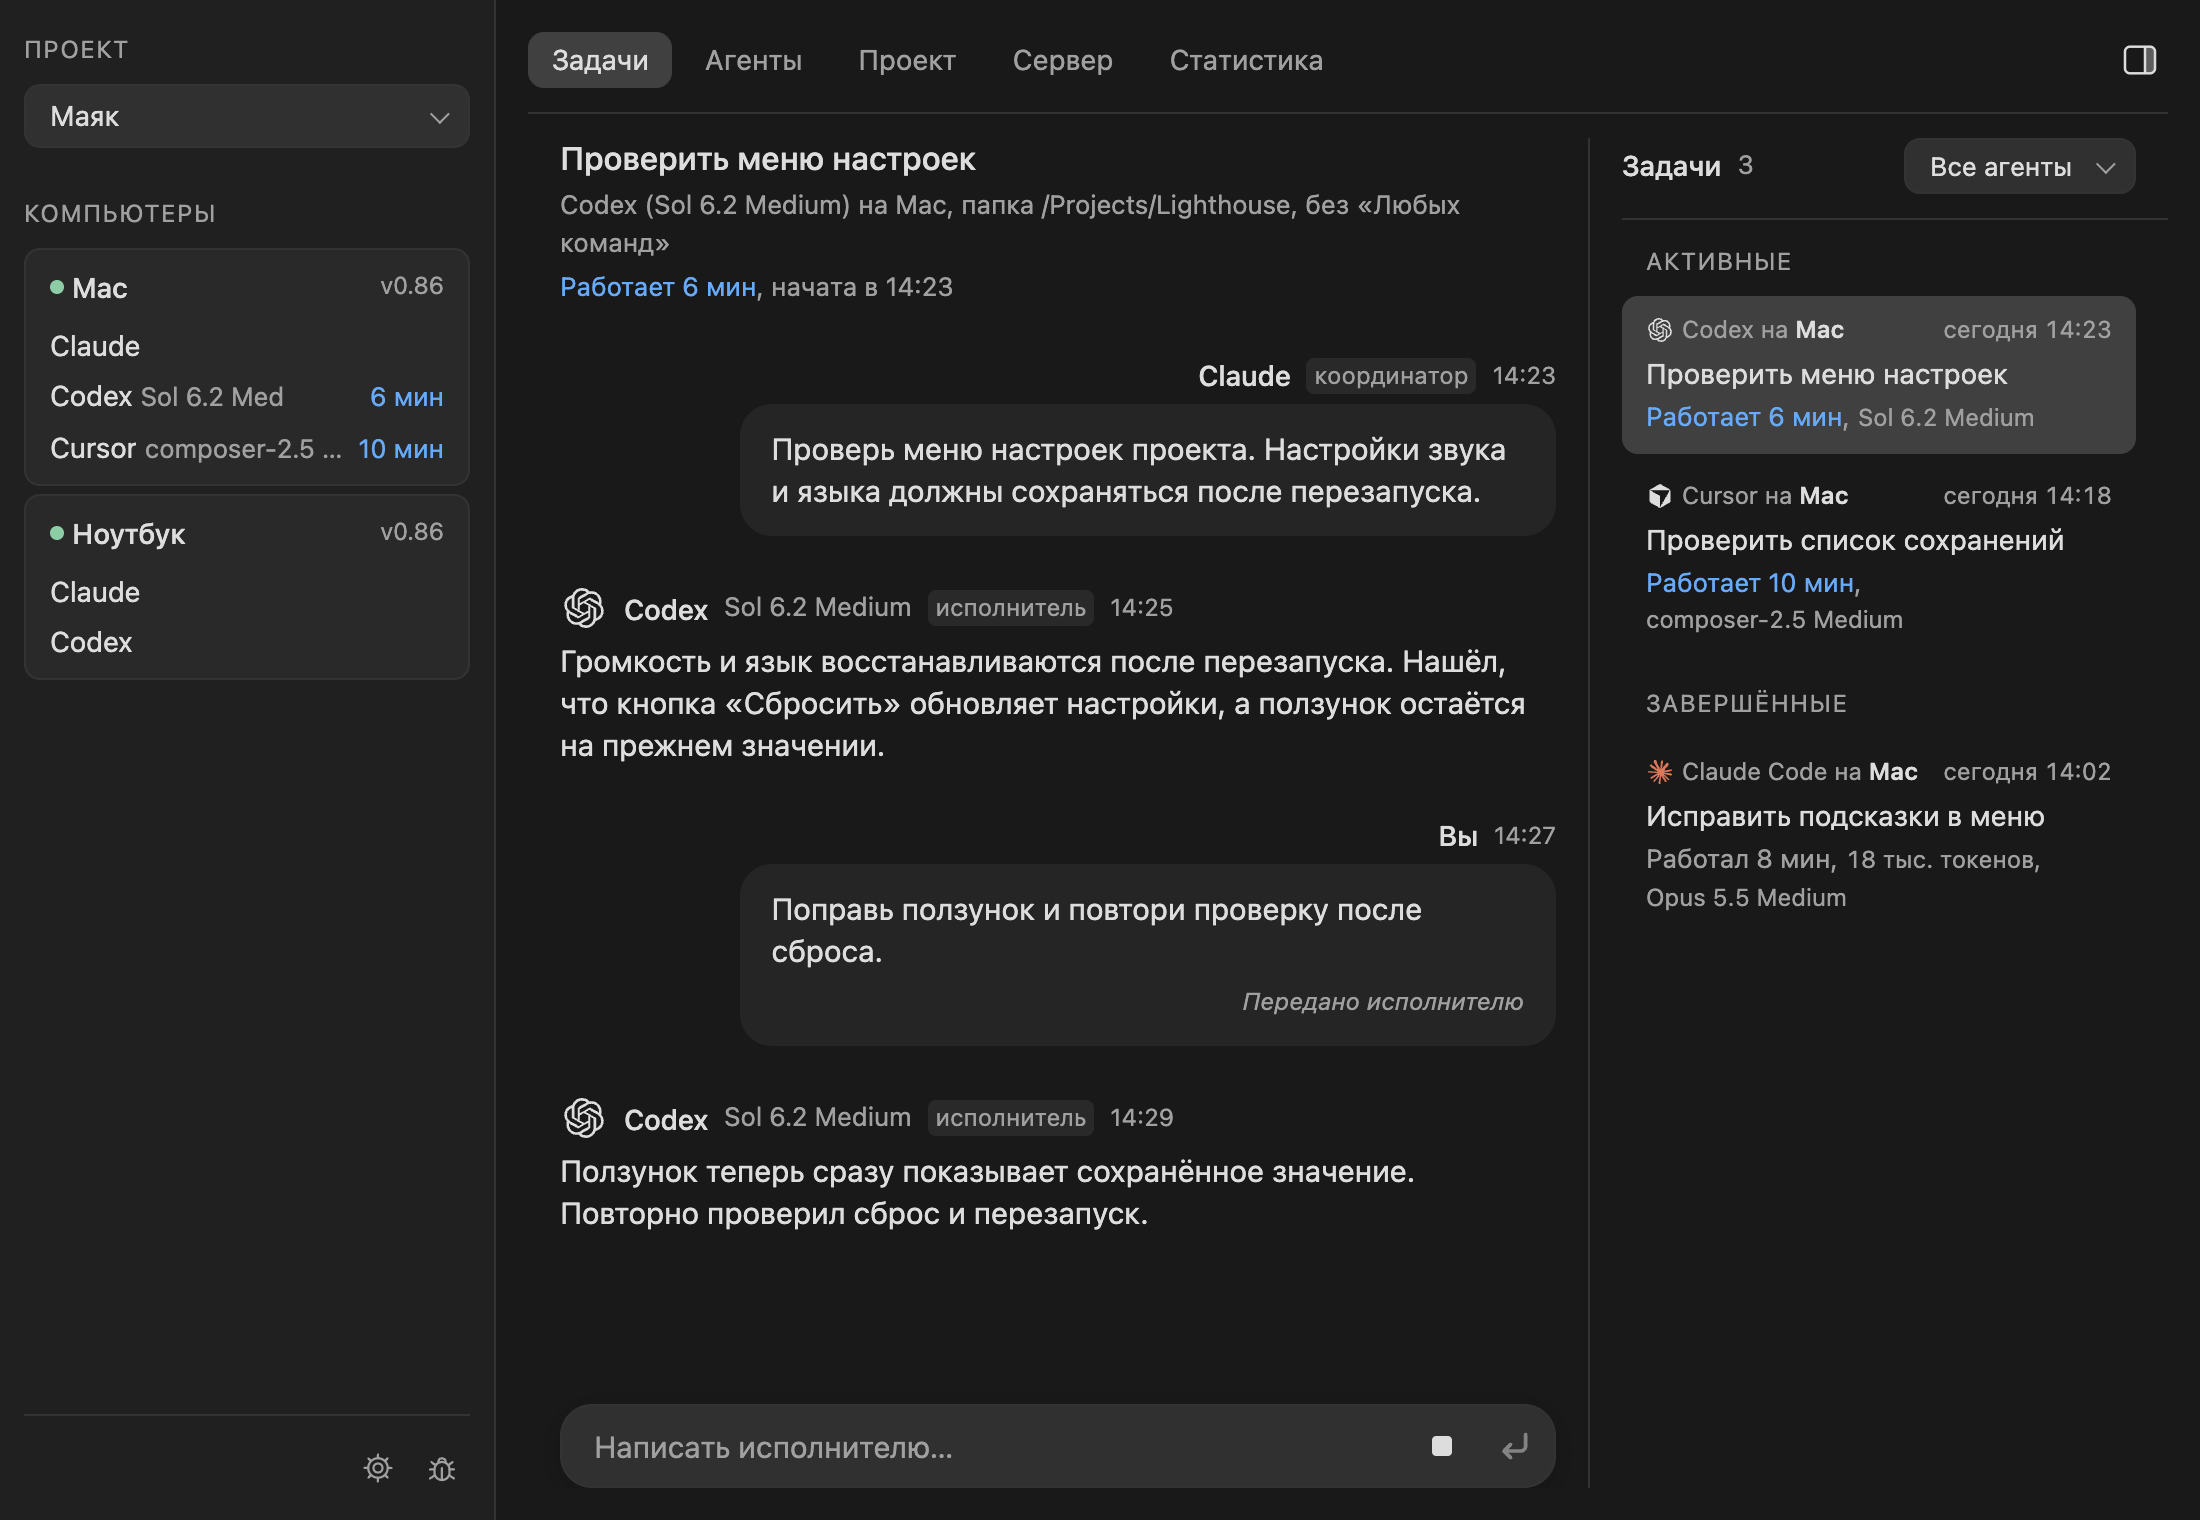 ПРОЕКТ
Маяк
КОМПЬЮТЕРЫ
Mac v0.86
Claude
Codex Sol 6.2 Med 6 мин
Cursor composer-2.5 ... 10 мин
Ноутбук v0.86
Claude
Codex
Задачи Агенты Проект Сервер Статистика
Проверить меню настроек
Codex (Sol 6.2 Medium) на Mac, папка /Projects/Lighthouse, без «Любых
команд»
Работает 6 мин, начата в 14:23
Claude координатор 14:23
Проверь меню настроек проекта. Настройки звука
и языка должны сохраняться после перезапуска.
Codex Sol 6.2 Medium исполнитель 14:25
Громкость и язык восстанавливаются после перезапуска. Нашёл,
что кнопка «Сбросить» обновляет настройки, а ползунок остаётся
на прежнем значении.
Вы 14:27
Поправь ползунок и повтори проверку после
сброса.
Передано исполнителю
Codex Sol 6.2 Medium исполнитель 14:29
Ползунок теперь сразу показывает сохранённое значение.
Повторно проверил сброс и перезапуск.
Написать исполнителю...
Задачи 3 Все агенты
АКТИВНЫЕ
Codex на Mac сегодня 14:23
Проверить меню настроек
Работает 6 мин, Sol 6.2 Medium
Cursor на Mac сегодня 14:18
Проверить список сохранений
Работает 10 мин,
composer-2.5 Medium
ЗАВЕРШЁННЫЕ
Claude Code на Mac сегодня 14:02
Исправить подсказки в меню
Работал 8 мин, 18 тыс. токенов,
Opus 5.5 Medium